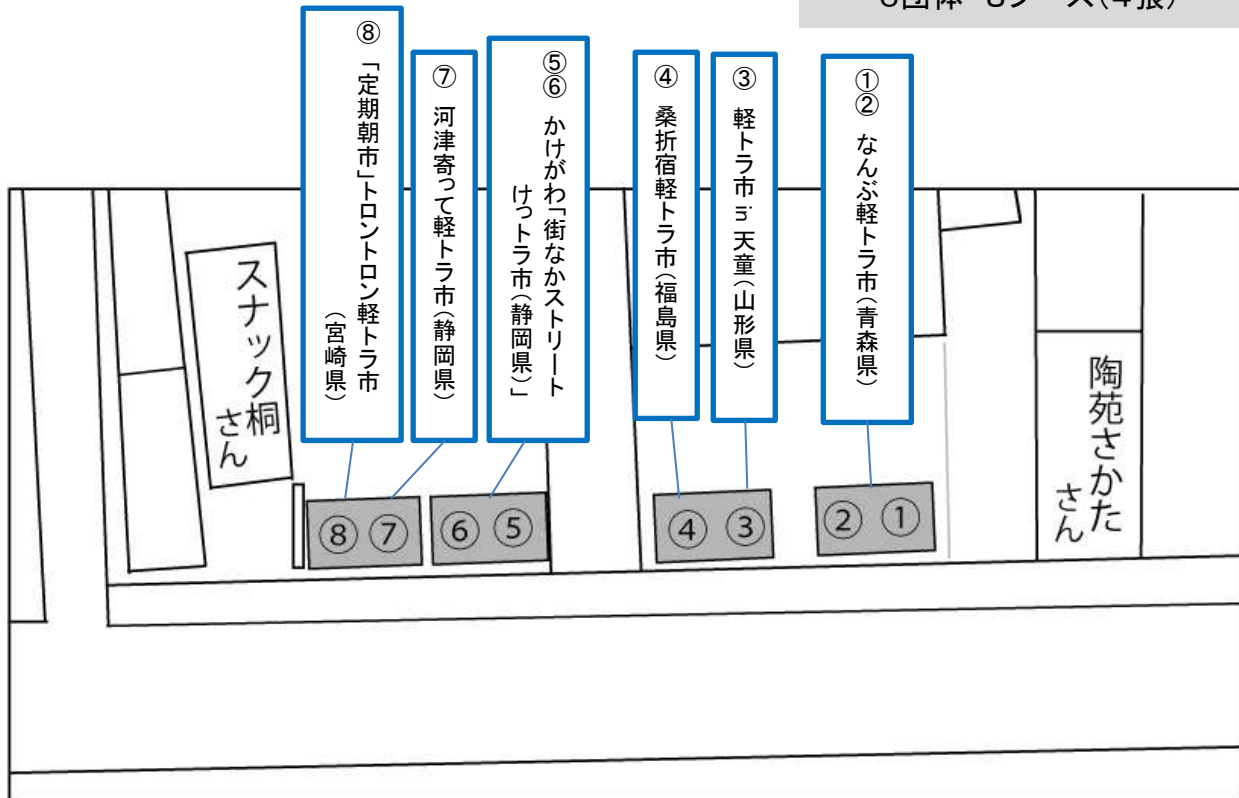 6団体 8ブース(4張)
①② なんぶ軽トラ市(青森県)
③ 軽トラ市 in 天童(山形県)
④ 桑折宿軽トラ市(福島県)
⑤⑥ かけがわ「街なかストリート
けっトラ市(静岡県)」
⑦ 河津寄って軽トラ市(静岡県)
⑧ 「定期朝市」トロントロン軽トラ市
(宮崎県)
陶苑さかた
さん
スナック桐
さん
⑧ ⑦ ⑥ ⑤ ④ ③ ② ①